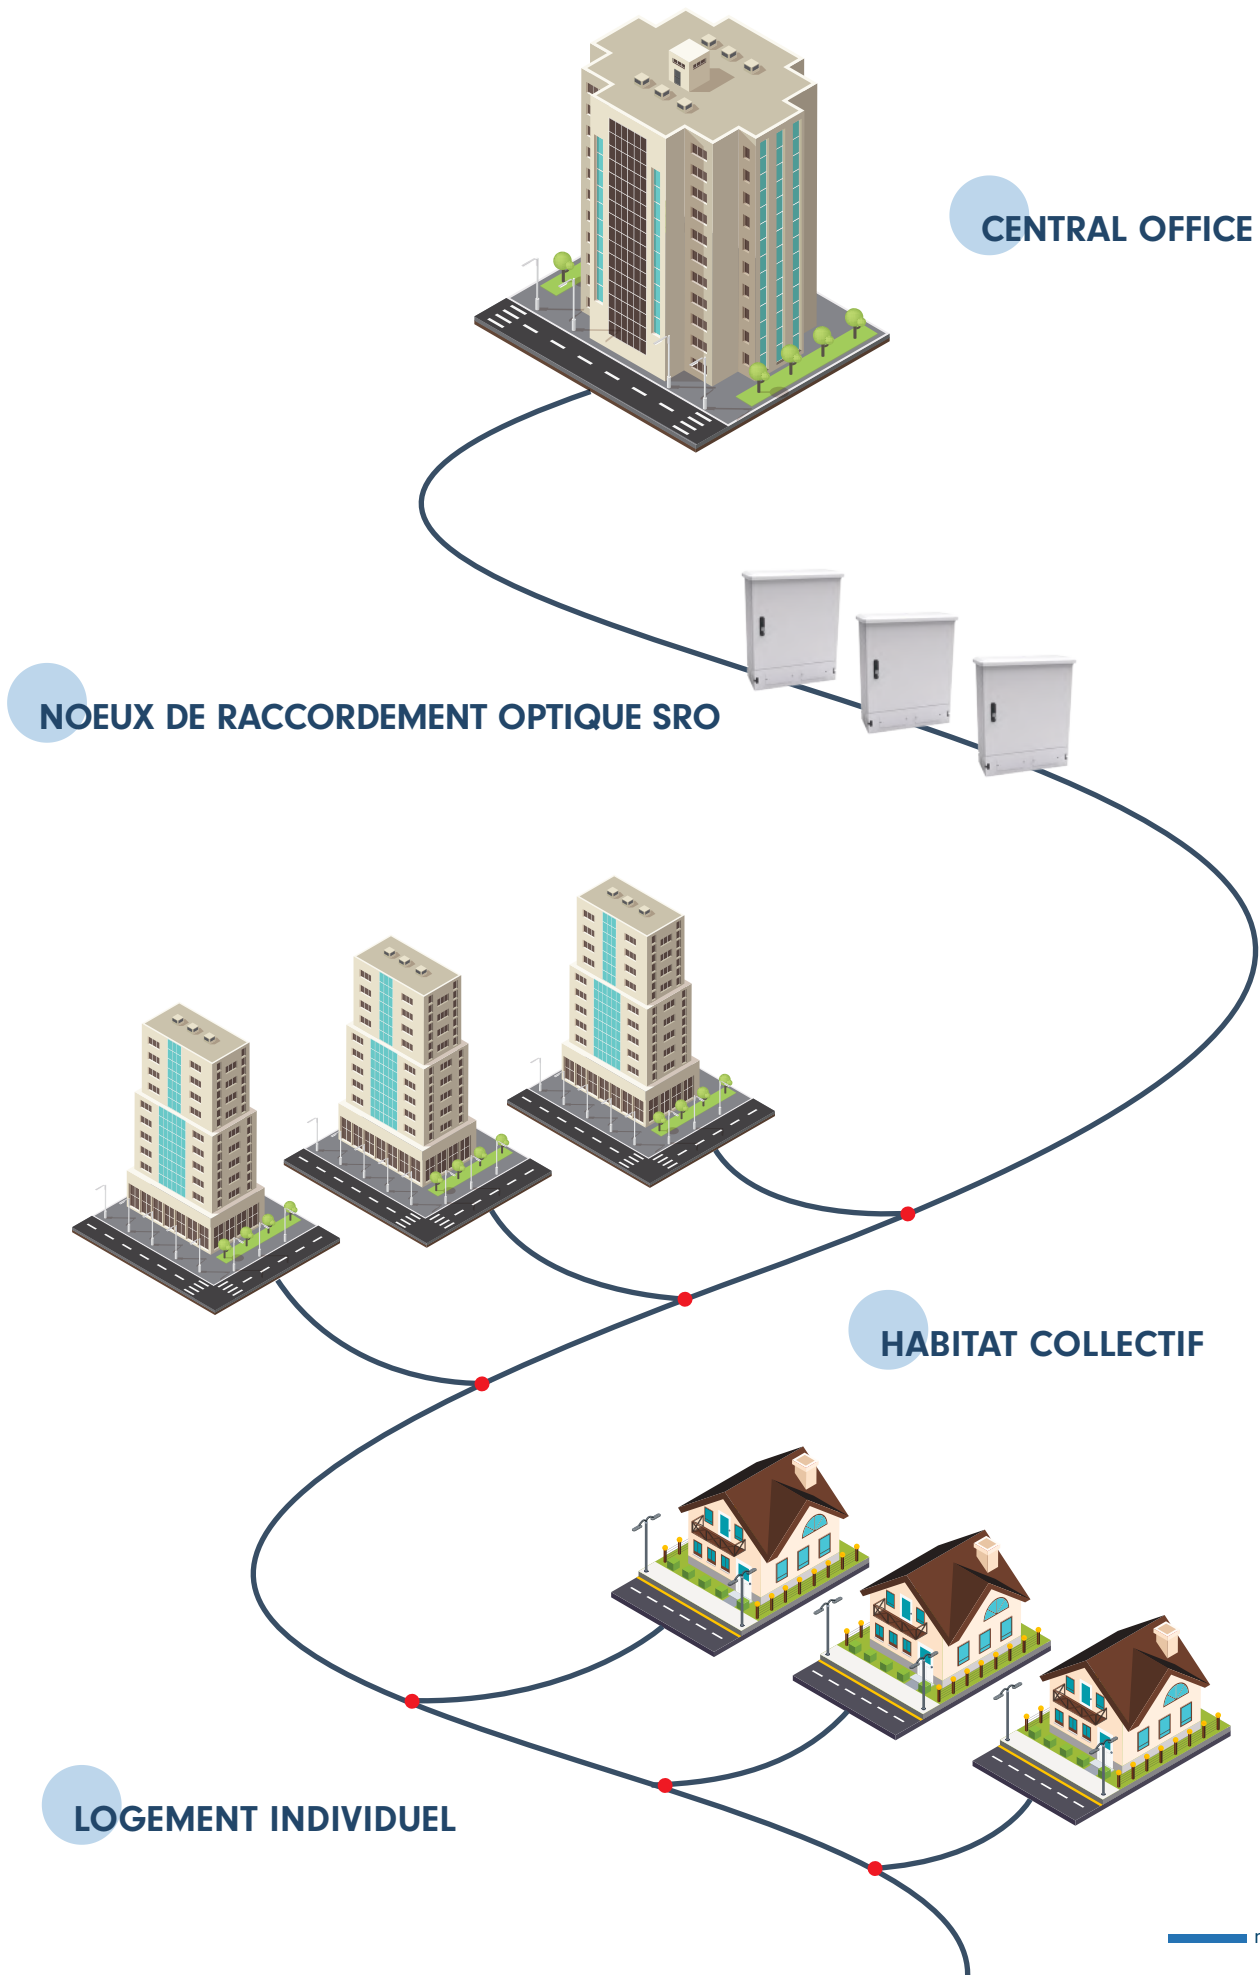 CENTRAL OFFICE
NOEUX DE RACCORDEMENT OPTIQUE SRO
HABITAT COLLECTIF
LOGEMENT INDIVIDUEL